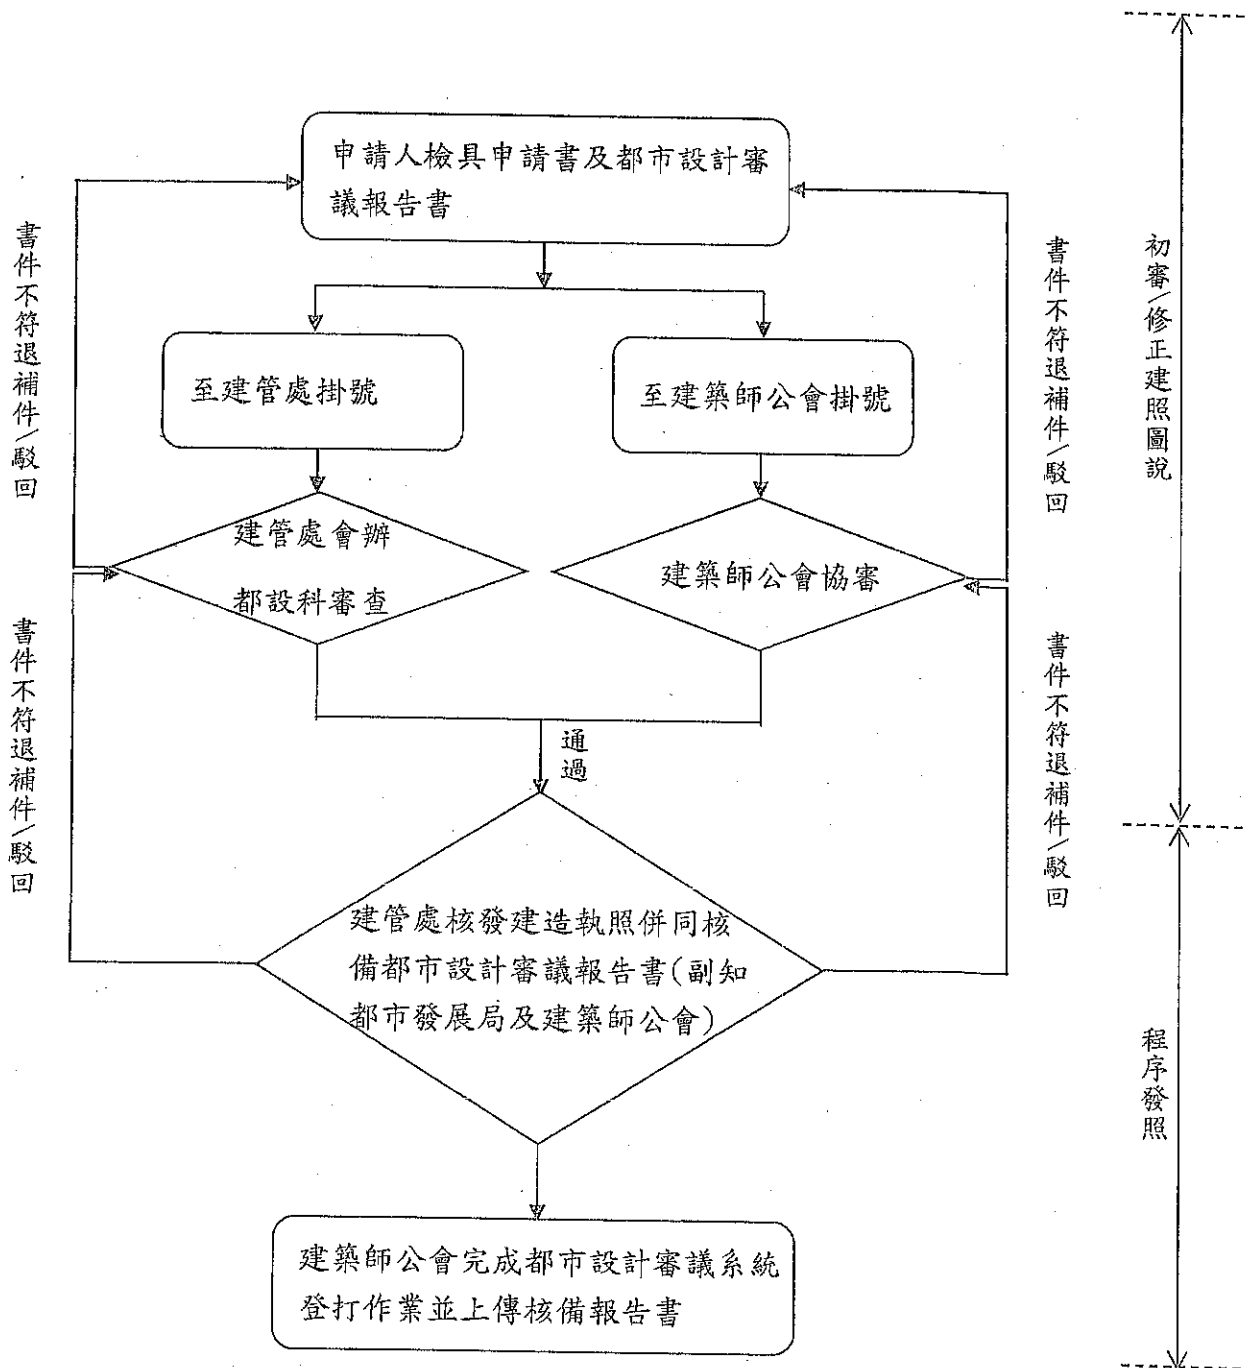 申請人檢具申請書及都市設計審
議報告書
至建管處掛號
至建築師公會掛號
建管處會辦
都設科審查
建築師公會協審
通過
建管處核發建造執照併同核
備都市設計審議報告書(副知
都市發展局及建築師公會)
建築師公會完成都市設計審議系統
登打作業並上傳核備報告書
書件不符退補件/駁回
書件不符退補件/駁回
書件不符退補件/駁回
書件不符退補件/駁回
初審/修正建照圖說
程序發照